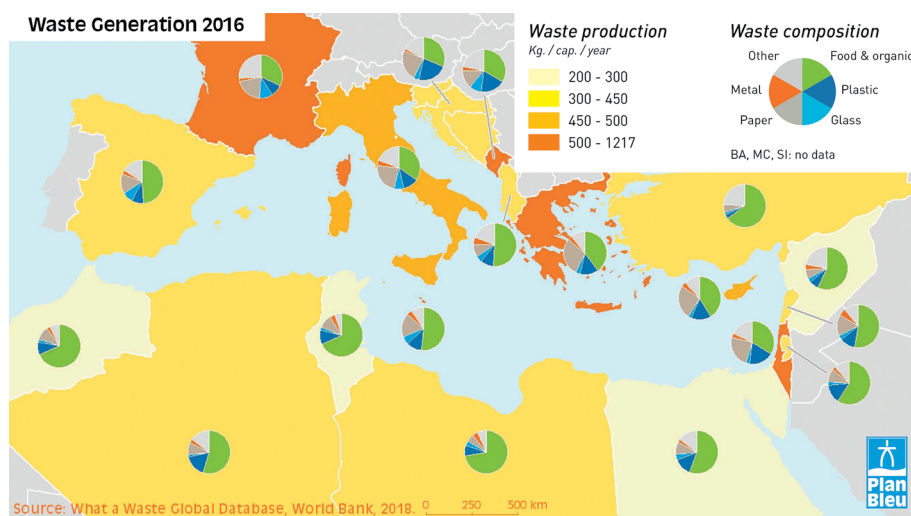 Waste Generation 2016
Waste production
Kg. / cap. / year
200 - 300
300 - 450
450 - 500
500 - 1217
Waste composition
Other
Food & organic
Metal
Plastic
Paper
Glass
BA, MC, SI: no data
Source: What a Waste Global Database, World Bank, 2018.
0 250 500 km
Plan
Bleu